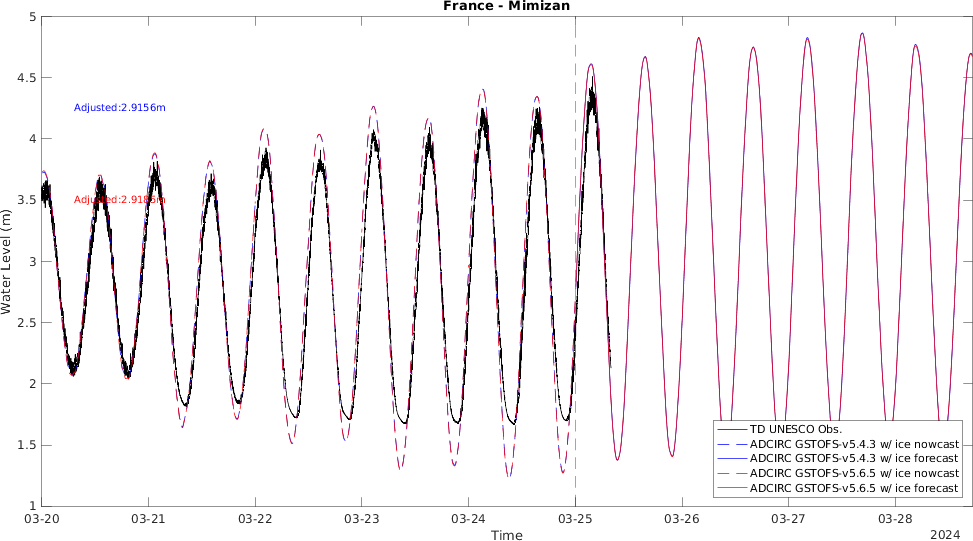 France - Mimizan
Water Level (m)
5
4.5
4
3.5
3
2.5
2
1.5
1
Adjusted:2.9156m
Adjusted:2.9186m
TD UNESCO Obs.
ADCIRC GSTOFS-v5.4.3 w/ ice nowcast
ADCIRC GSTOFS-v5.4.3 w/ ice forecast
ADCIRC GSTOFS-v5.6.5 w/ ice nowcast
ADCIRC GSTOFS-v5.6.5 w/ ice forecast
03-20 03-21 03-22 03-23 03-24 03-25 03-26 03-27 03-28
Time
2024